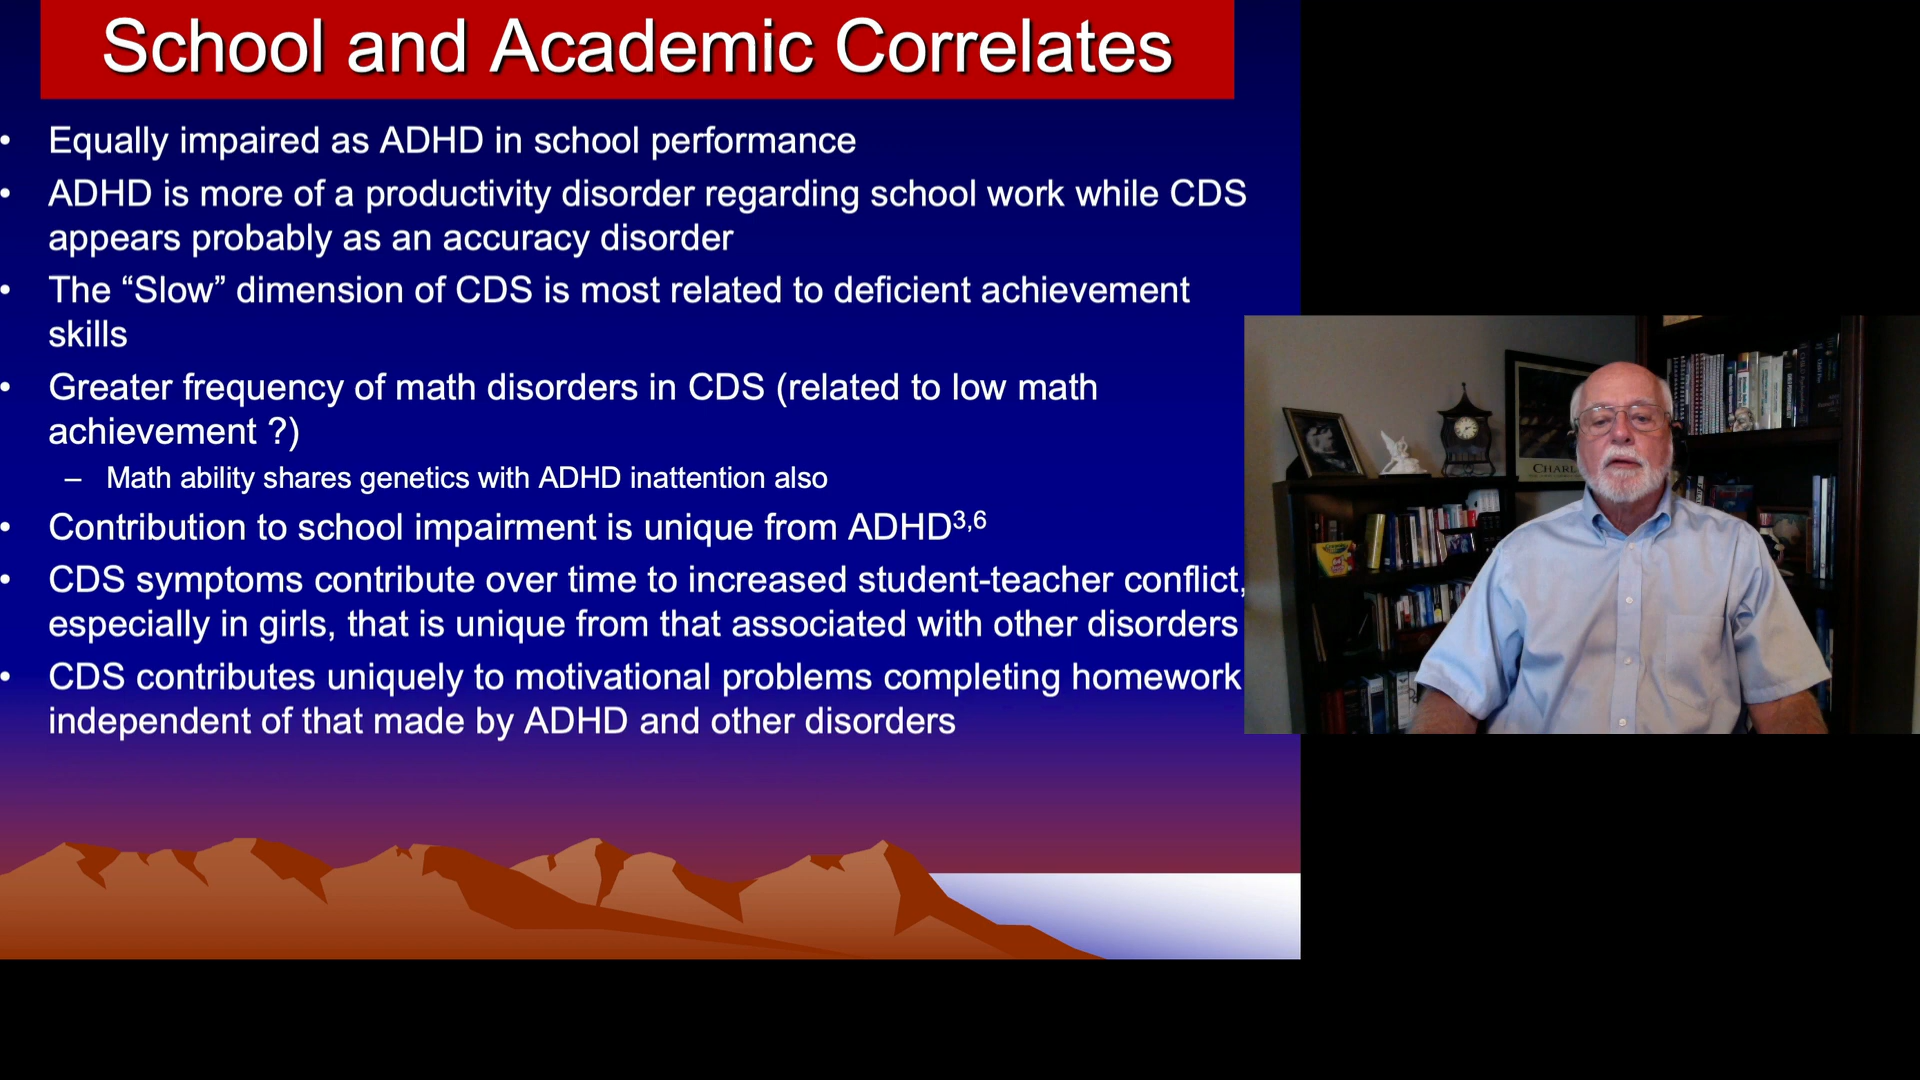 School and Academic Correlates
• Equally impaired as ADHD in school performance
• ADHD is more of a productivity disorder regarding school work while CDS
appears probably as an accuracy disorder
• The “Slow” dimension of CDS is most related to deficient achievement
skills
• Greater frequency of math disorders in CDS (related to low math
achievement ?)
– Math ability shares genetics with ADHD inattention also
• Contribution to school impairment is unique from ADHD3,6
• CDS symptoms contribute over time to increased student-teacher conflict,
especially in girls, that is unique from that associated with other disorders
• CDS contributes uniquely to motivational problems completing homework
independent of that made by ADHD and other disorders
CHARL